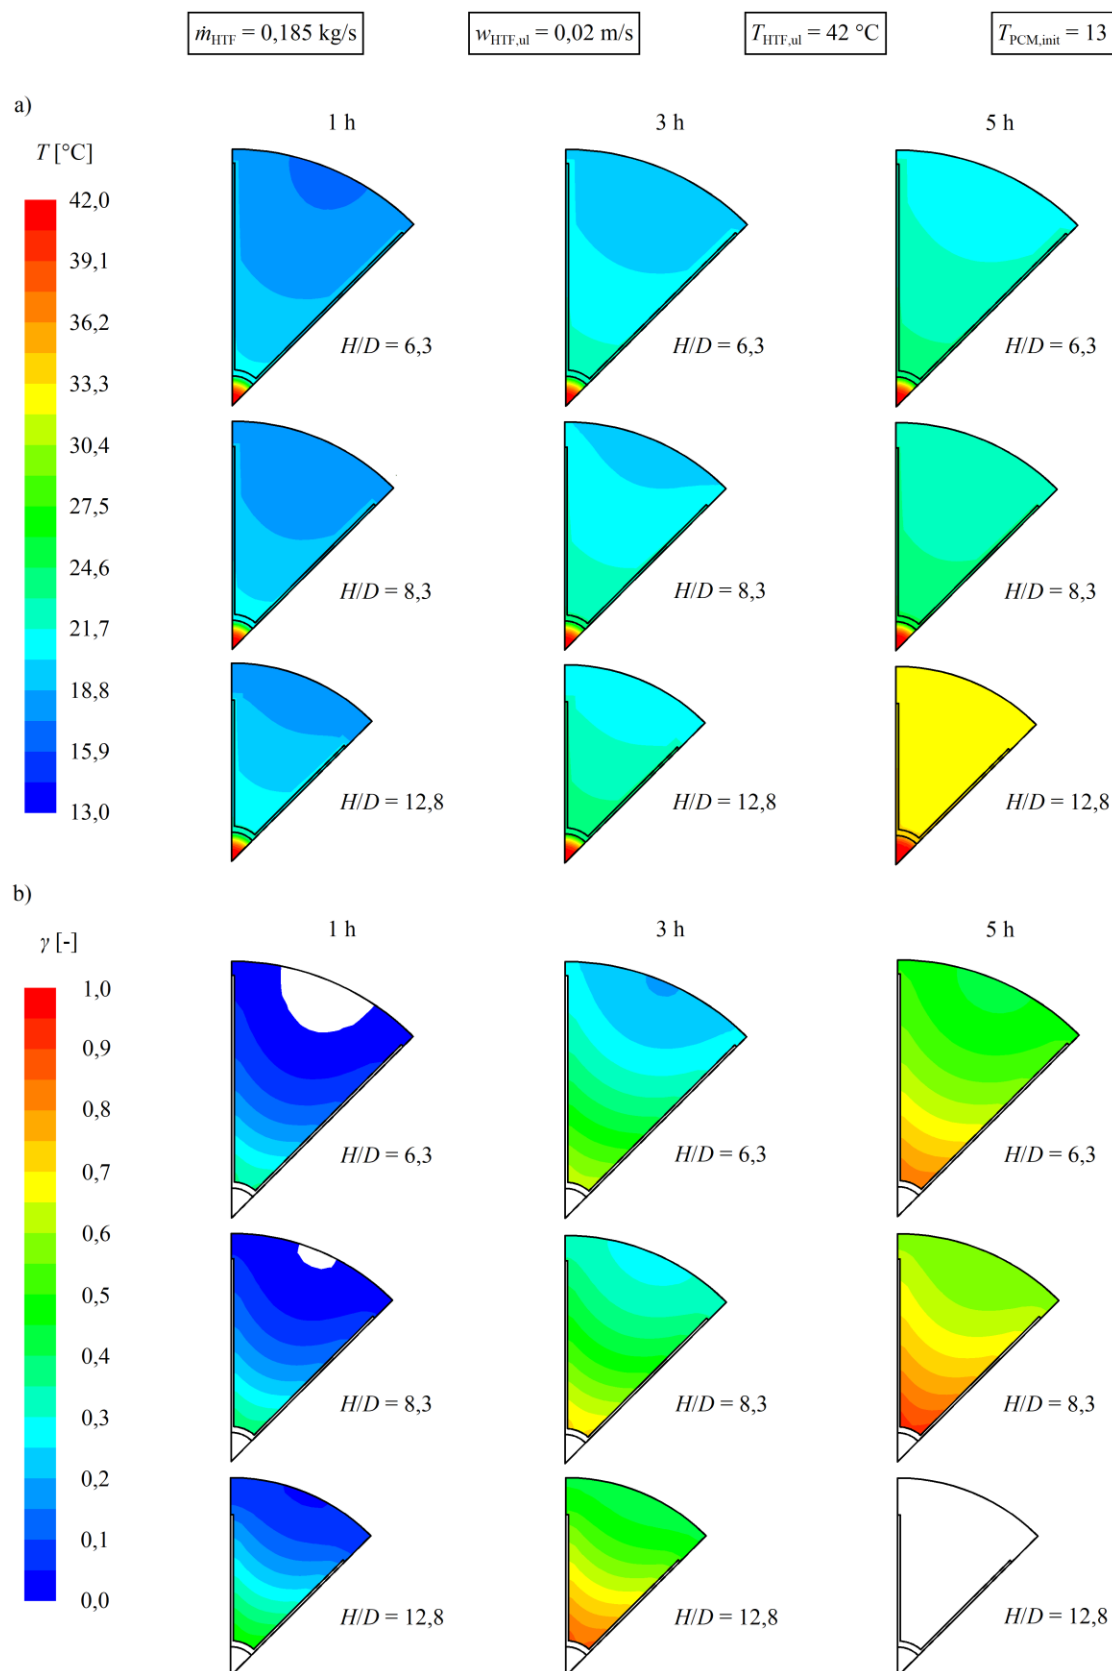 ṁHTF = 0,185 kg/s wHTF,ul = 0,02 m/s THTF,ul = 42 °C TPCM,init = 13
a)
1 h 3 h 5 h
T [°C]
42,0
39,1
36,2
33,3
30,4
27,5
24,6
21,7
18,8
15,9
13,0
H/D = 6,3 H/D = 6,3 H/D = 6,3
H/D = 8,3 H/D = 8,3 H/D = 8,3
H/D = 12,8 H/D = 12,8 H/D = 12,8
b)
1 h 3 h 5 h
γ [-]
1,0
0,9
0,8
0,7
0,6
0,5
0,4
0,3
0,2
0,1
0,0
H/D = 6,3 H/D = 6,3 H/D = 6,3
H/D = 8,3 H/D = 8,3 H/D = 8,3
H/D = 12,8 H/D = 12,8 H/D = 12,8